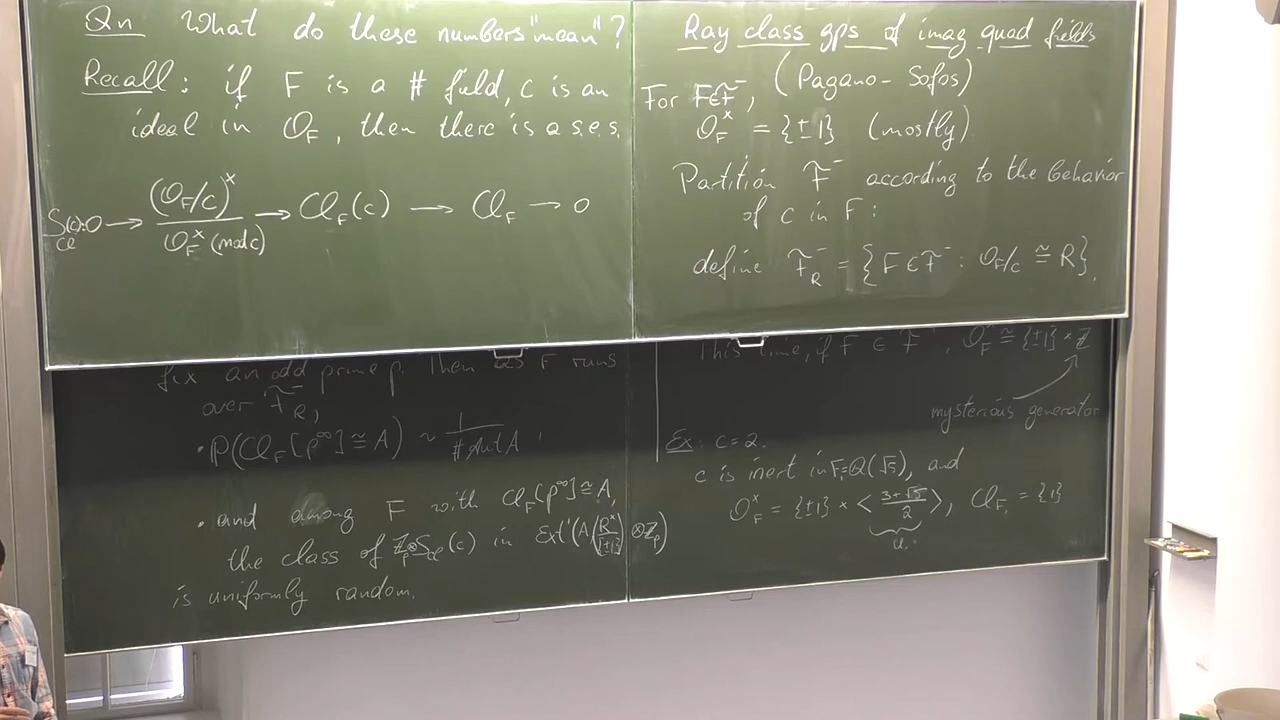 Qn What do these numbers "mean"?
Recall: if F is a # field, c is an
ideal in O_F, then there is a s.e.s.
S_Cl(c): 0 → (O_F/c)^× / O_F^× (mod c) → Cl_F(c) → Cl_F → 0
Ray class gps of imag quad fields
(Pagano - Sofos)
For F∈F̃^-,
O_F^× = {±1} (mostly)
Partition F̃^- according to the behavior
of c in F:
define F̃_R^- = {F ∈ F̃^- : O_F/c ≅ R}.
fix an odd prime p. Then as F runs
over F̃_R^-,
• P(Cl_F[p^∞] ≅ A) ~ 1/#Aut A,
• and among F with Cl_F[p^∞] ≅ A,
the class of Z_p⊗S_Cl(c) in Ext^1(A, (R^×/{±1}) ⊗ Z_p)
is uniformly random.
This time, if F ∈ F̃, O_F^× ≅ {±1} × Z
mysterious generator
Ex: c=2.
c is inert in F=Q(√5), and
O_F^× = {±1} × <(3+√5)/2>, Cl_F = {1}
u.